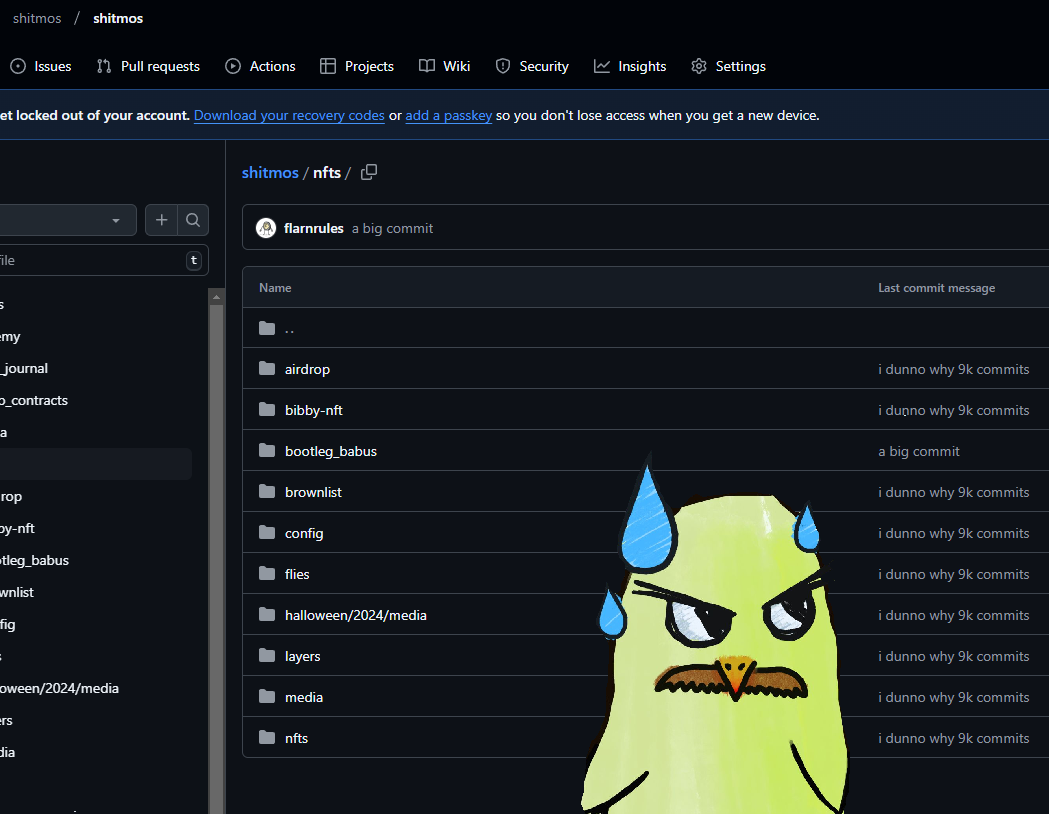 shitmos / shitmos
Issues Pull requests Actions Projects Wiki Security Insights Settings
et locked out of your account. Download your recovery codes or add a passkey so you don't lose access when you get a new device.
shitmos / nfts /
flarnrules a big commit
file t
Name Last commit message
..
airdrop i dunno why 9k commits
bibby-nft i dunno why 9k commits
bootleg_babus a big commit
brownlist i dunno why 9k commits
config i dunno why 9k commits
flies i dunno why 9k commits
halloween/2024/media i dunno why 9k commits
layers i dunno why 9k commits
media i dunno why 9k commits
nfts i dunno why 9k commits
s
emy
_journal
o_contracts
a
rop
by-nft
otleg_babus
wnlist
fig
s
oween/2024/media
ers
dia